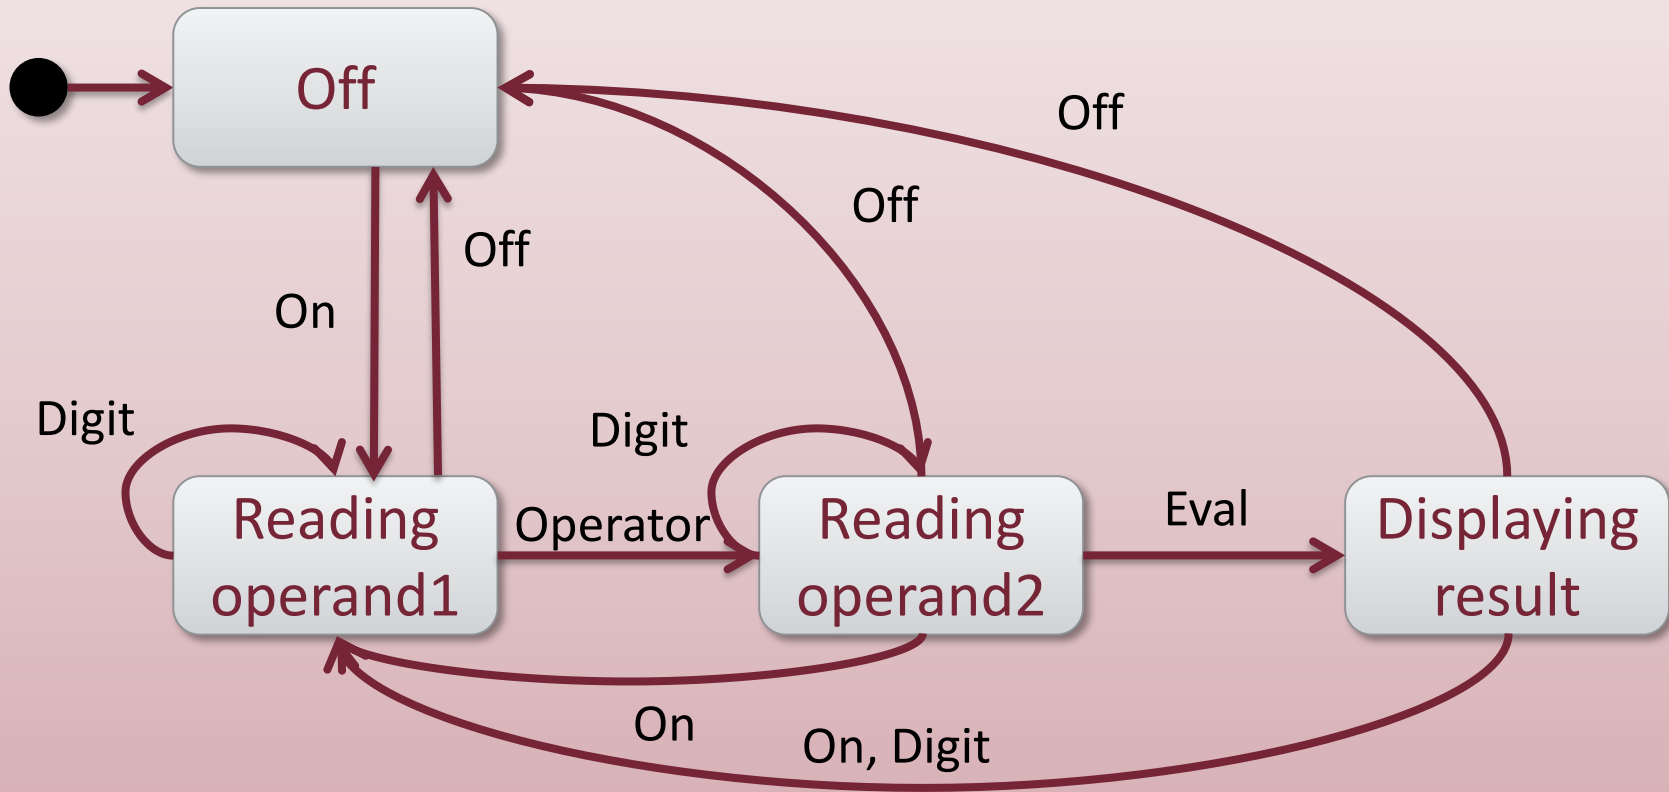 Off
Off
Off
Off
On
Digit
Digit
Reading
operand1
Operator
Reading
operand2
Eval
Displaying
result
On
On, Digit